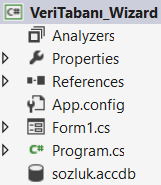 C# VeriTabanı_Wizard
Analyzers
Properties
References
App.config
C# Form1.cs
C# Program.cs
sozluk.accdb